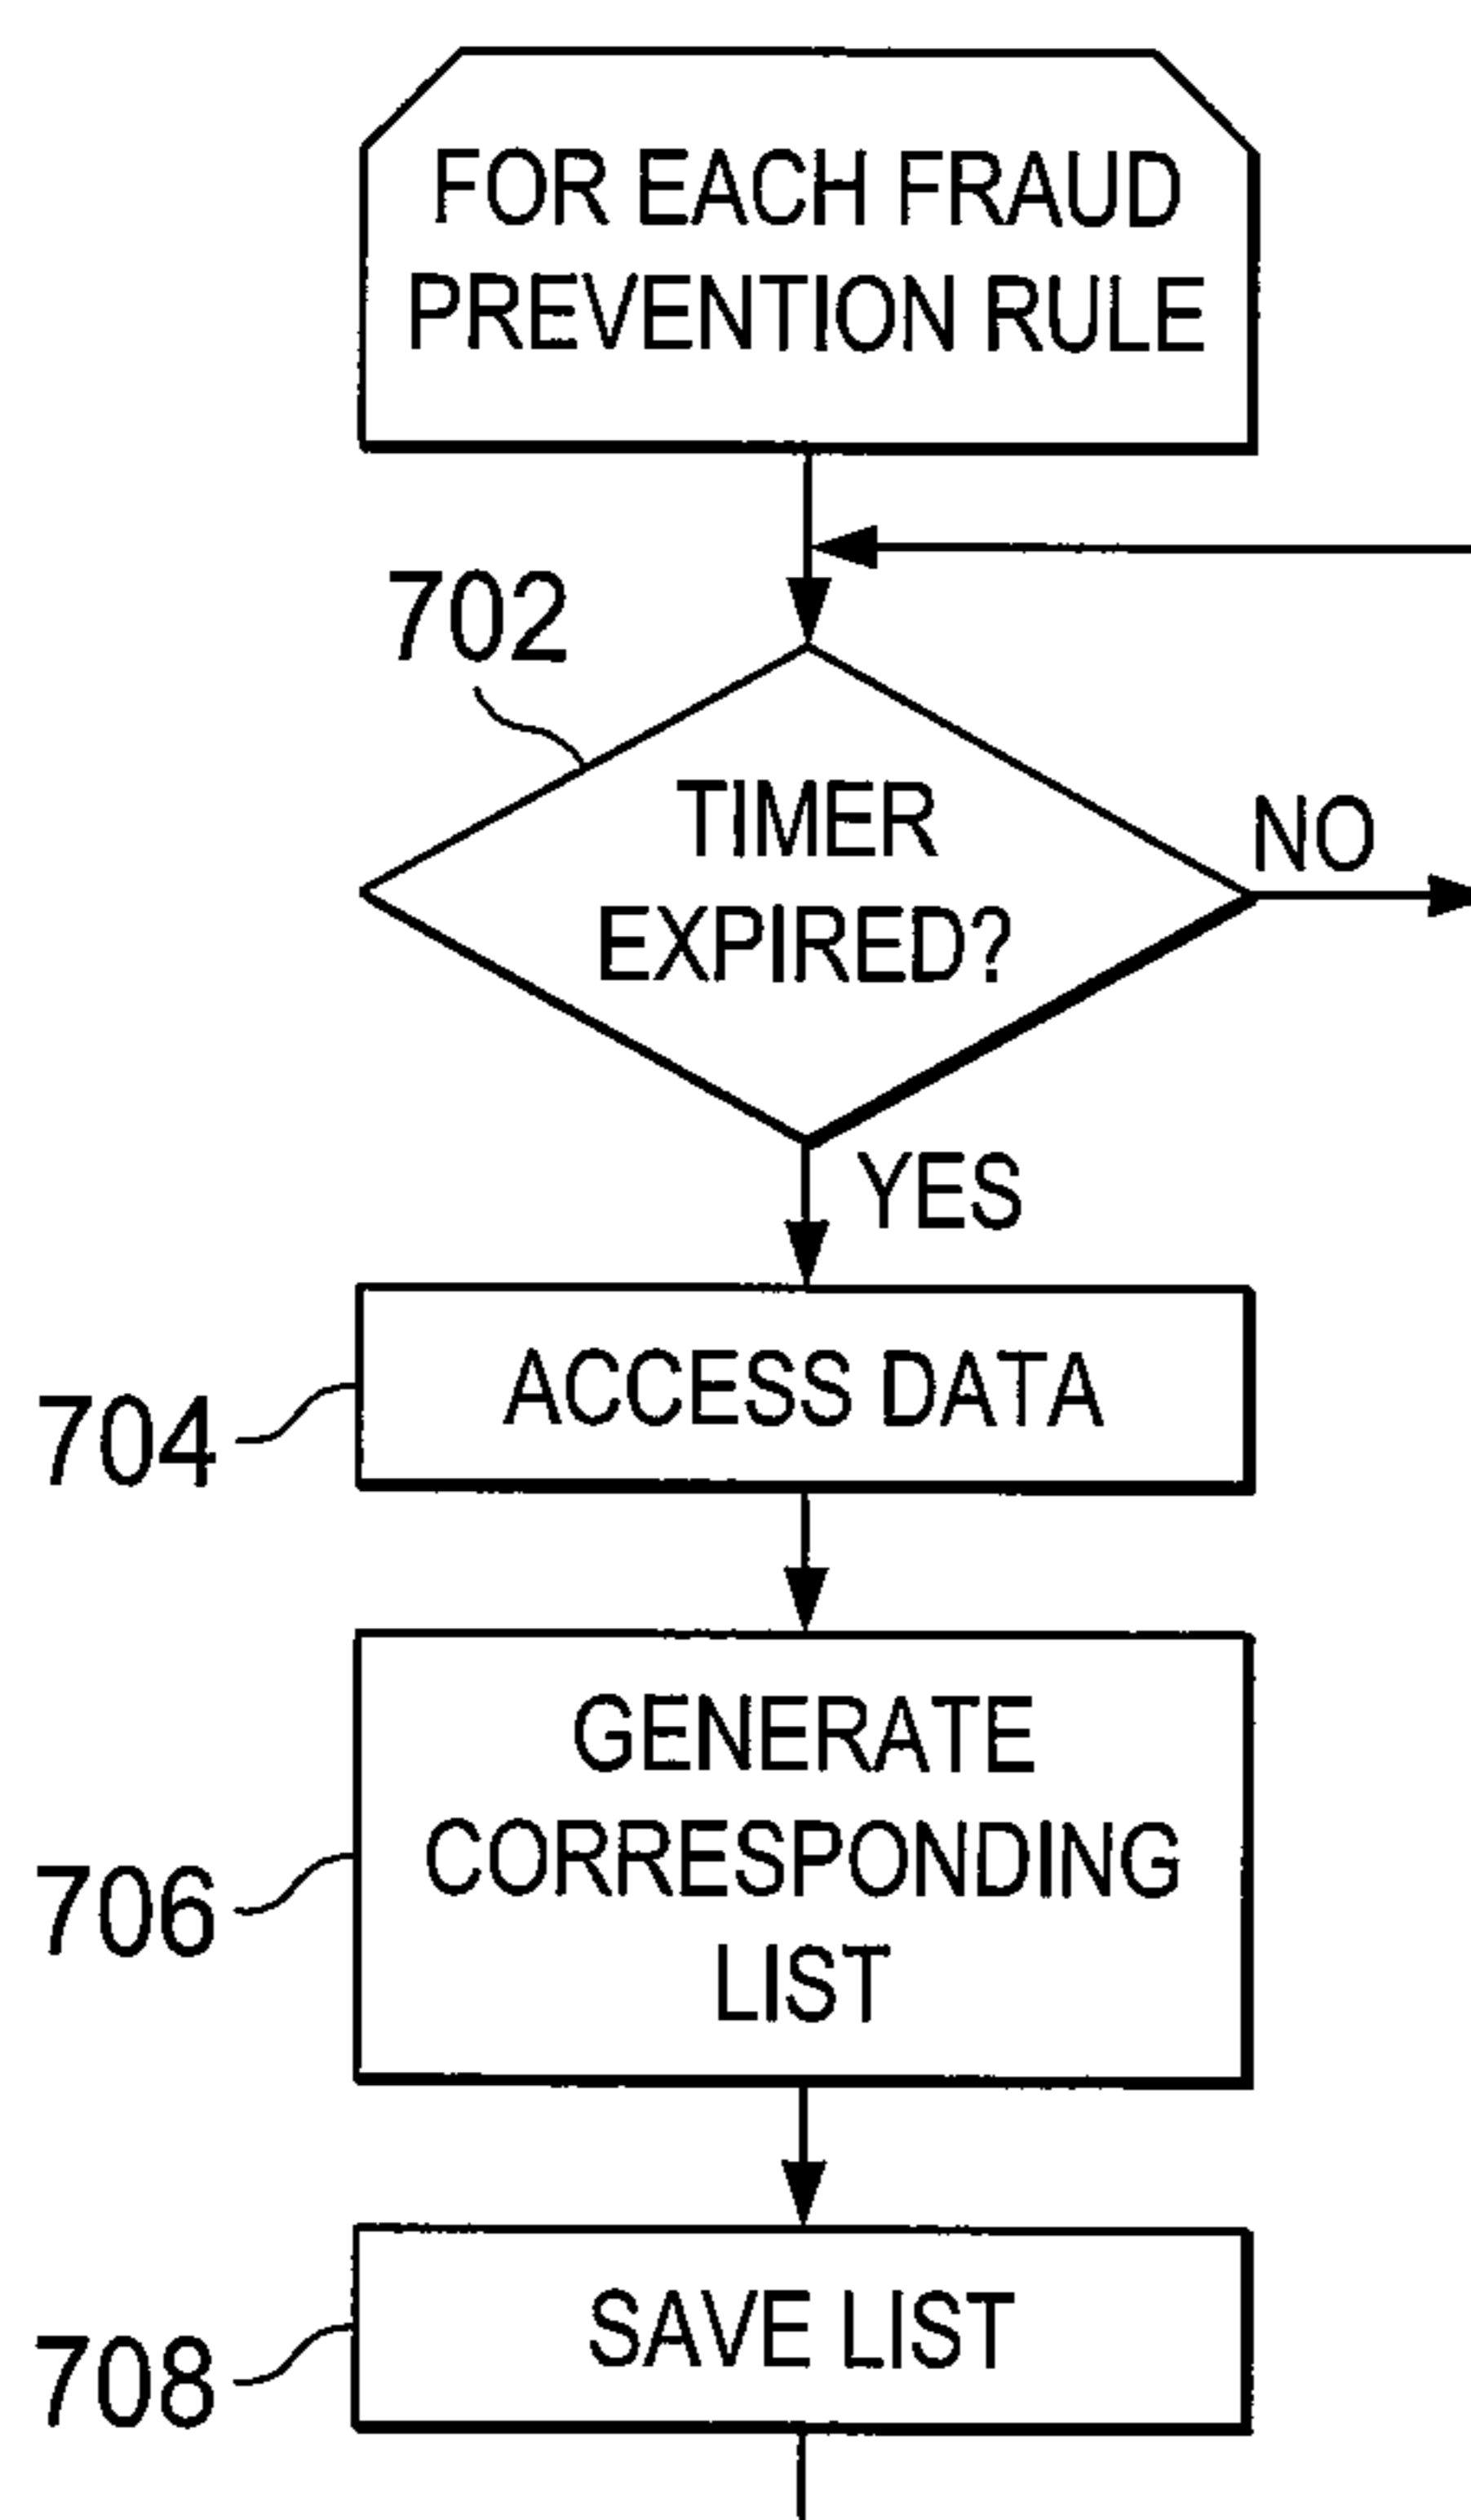 FOR EACH FRAUD
PREVENTION RULE
702
TIMER
EXPIRED?
NO
YES
704
ACCESS DATA
GENERATE
CORRESPONDING
706
LIST
708
SAVE LIST